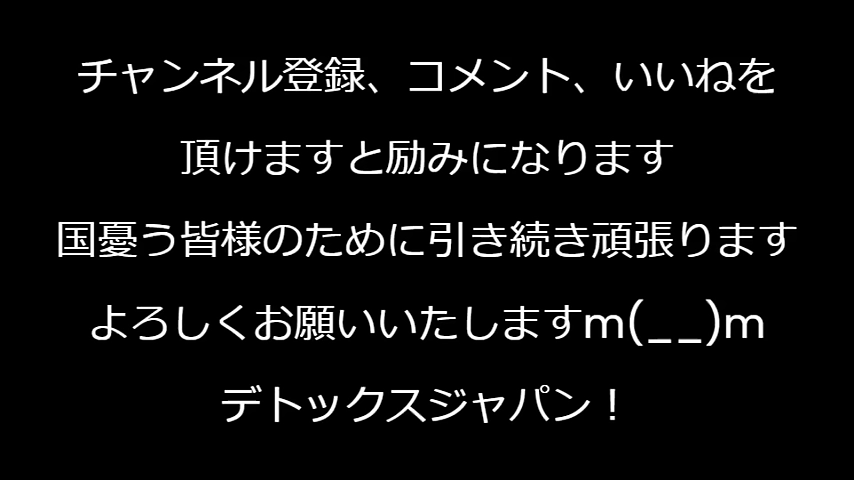 チャンネル登録、コメント、いいねを
頂けますと励みになります
国憂う皆様のために引き続き頑張ります
よろしくお願いいたしますm(__)m
デトックスジャパン！